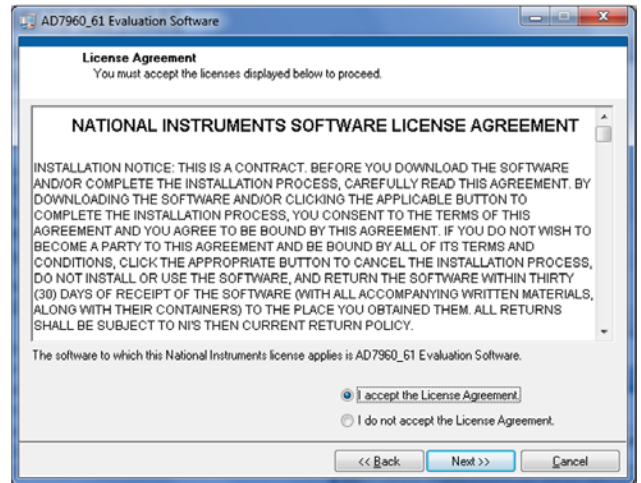 AD7960_61 Evaluation Software
License Agreement
You must accept the licenses displayed below to proceed.
NATIONAL INSTRUMENTS SOFTWARE LICENSE AGREEMENT
INSTALLATION NOTICE: THIS IS A CONTRACT. BEFORE YOU DOWNLOAD THE SOFTWARE
AND/OR COMPLETE THE INSTALLATION PROCESS, CAREFULLY READ THIS AGREEMENT. BY
DOWNLOADING THE SOFTWARE AND/OR CLICKING THE APPLICABLE BUTTON TO
COMPLETE THE INSTALLATION PROCESS, YOU CONSENT TO THE TERMS OF THIS
AGREEMENT AND YOU AGREE TO BE BOUND BY THIS AGREEMENT. IF YOU DO NOT WISH TO
BECOME A PARTY TO THIS AGREEMENT AND BE BOUND BY ALL OF ITS TERMS AND
CONDITIONS, CLICK THE APPROPRIATE BUTTON TO CANCEL THE INSTALLATION PROCESS,
DO NOT INSTALL OR USE THE SOFTWARE, AND RETURN THE SOFTWARE WITHIN THIRTY
(30) DAYS OF RECEIPT OF THE SOFTWARE (WITH ALL ACCOMPANYING WRITTEN MATERIALS,
ALONG WITH THEIR CONTAINERS) TO THE PLACE YOU OBTAINED THEM. ALL RETURNS
SHALL BE SUBJECT TO NI'S THEN CURRENT RETURN POLICY.
The software to which this National Instruments license applies is AD7960_61 Evaluation Software.
I accept the License Agreement.
I do not accept the License Agreement.
<< Back Next >> Cancel